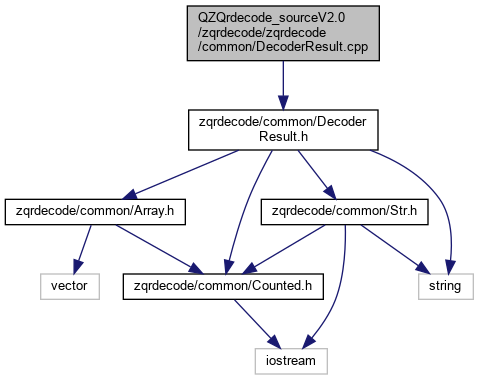 QZQrdecode_sourceV2.0
/zqrdecode/zqrdecode
/common/DecoderResult.cpp
zqrdecode/common/Decoder
Result.h
zqrdecode/common/Array.h
zqrdecode/common/Str.h
vector
zqrdecode/common/Counted.h
string
iostream